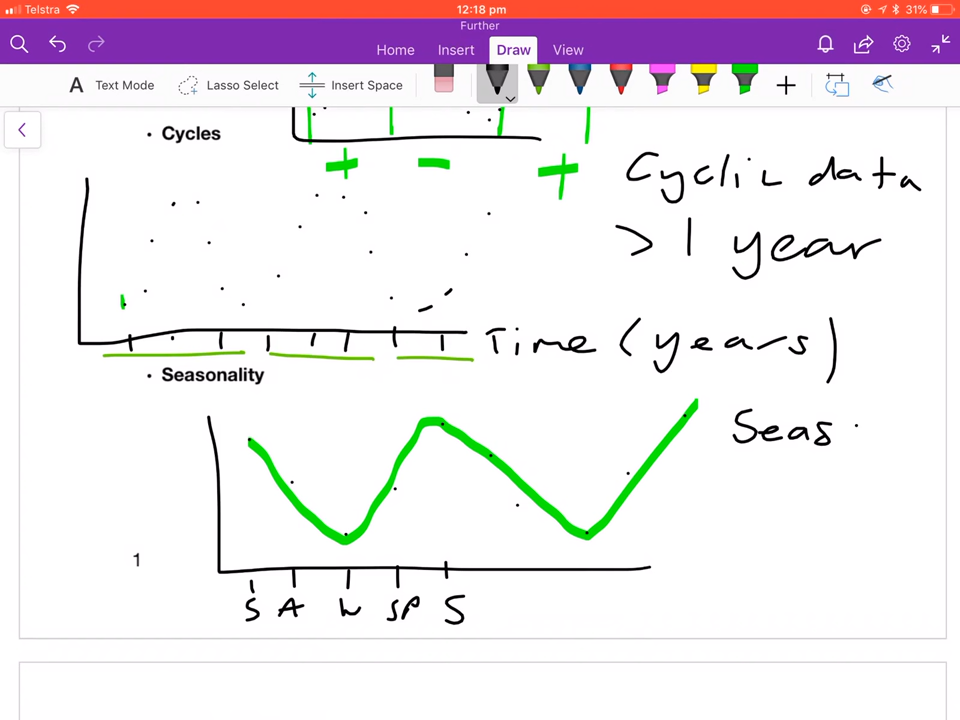 Telstra 12:18 pm 31%
Further
Home Insert Draw View
A Text Mode Lasso Select Insert Space
• Cycles
+ - +
Cyclic data
> 1 year
Time (years)
• Seasonality
Seas
1
S A W SP S